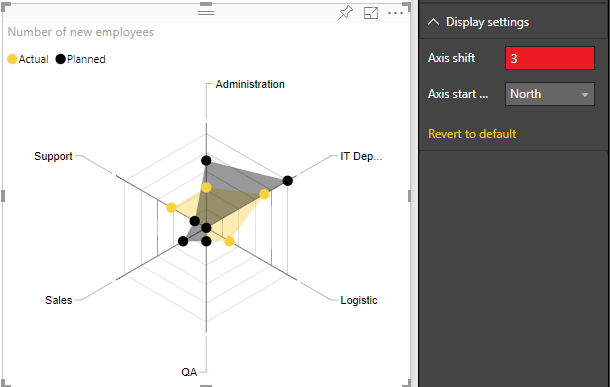 Number of new employees
Actual Planned
Administration
Support
IT Dep...
Sales
Logistic
QA
Display settings
Axis shift 3
Axis start ... North
Revert to default